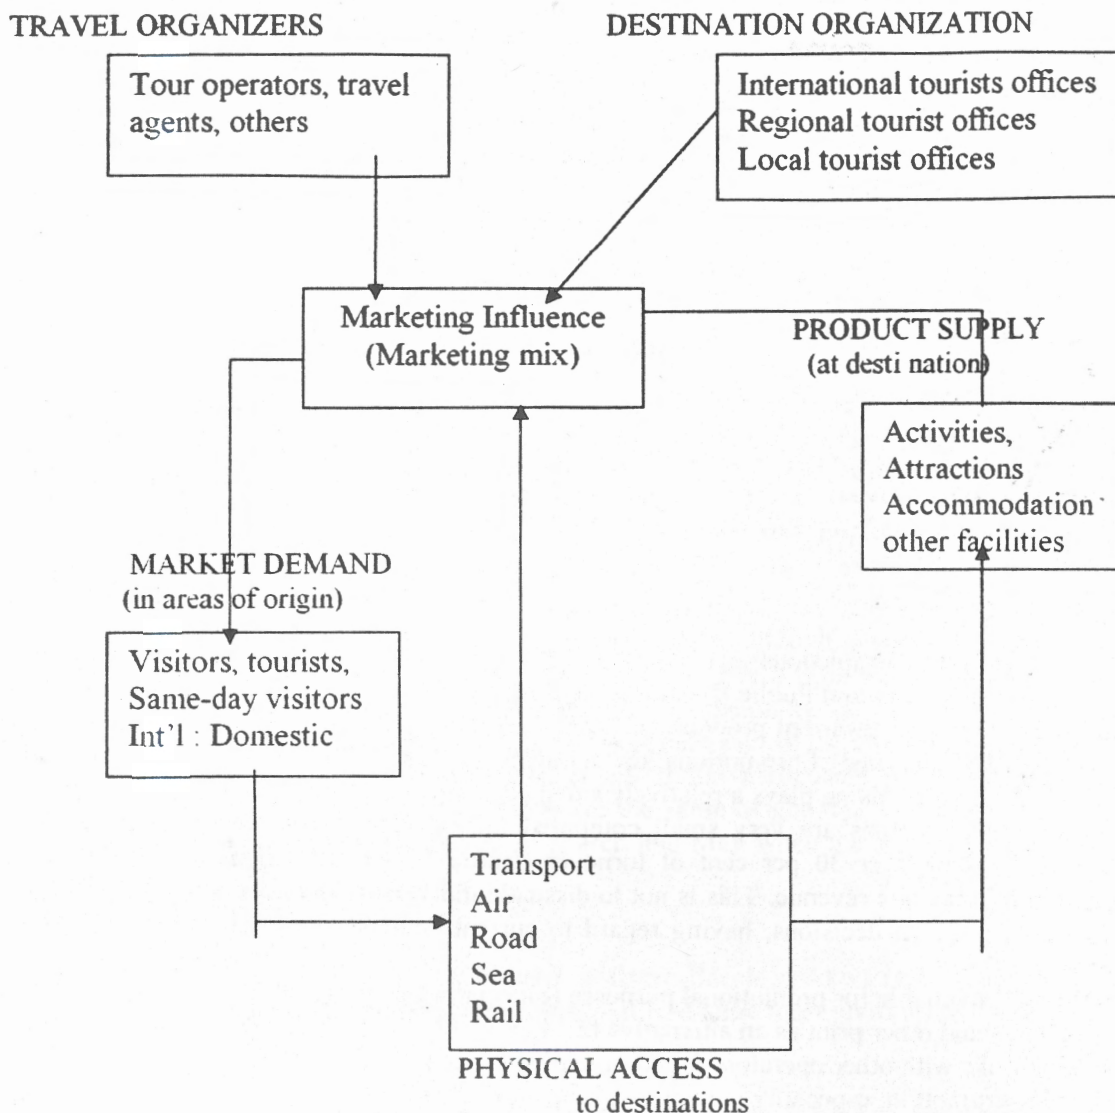 TRAVEL ORGANIZERS
DESTINATION ORGANIZATION
Tour operators, travel
agents, others
International tourists offices
Regional tourist offices
Local tourist offices
Marketing Influence
(Marketing mix)
PRODUCT SUPPLY
(at desti nation)
Activities,
Attractions
Accommodation
other facilities
MARKET DEMAND
(in areas of origin)
Visitors, tourists,
Same-day visitors
Int'l : Domestic
Transport
Air
Road
Sea
Rail
PHYSICAL ACCESS
to destinations